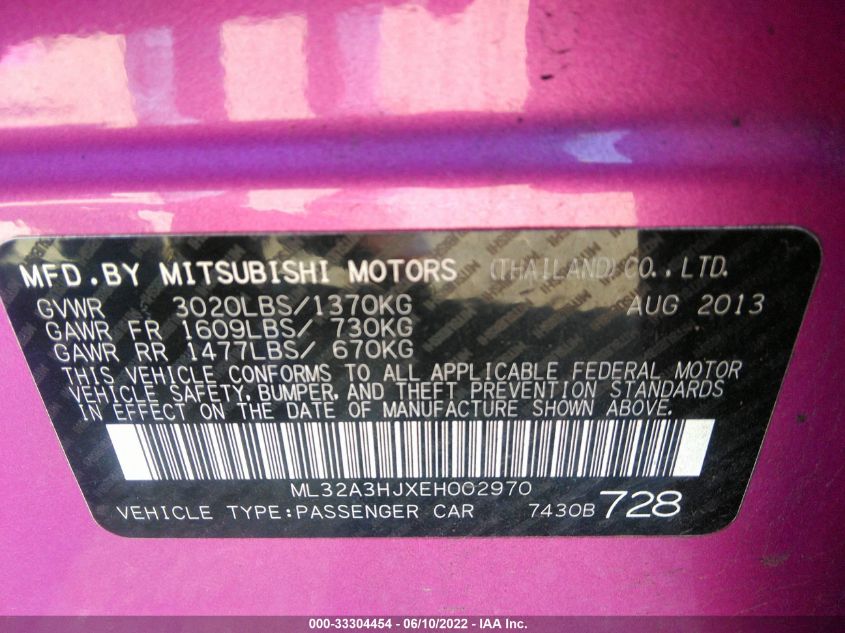 MFD.BY MITSUBISHI MOTORS (THAILAND)CO.,LTD.
GVWR 3020LBS/1370KG AUG 2013
GAWR FR 1609LBS/ 730KG
GAWR RR 1477LBS/ 670KG
THIS VEHICLE CONFORMS TO ALL APPLICABLE FEDERAL MOTOR
VEHICLE SAFETY, BUMPER, AND THEFT PREVENTION STANDARDS
IN EFFECT ON THE DATE OF MANUFACTURE SHOWN ABOVE.
ML32A3HJXEH002970
VEHICLE TYPE:PASSENGER CAR 7430B 728
000-33304454 - 06/10/2022 - IAA Inc.